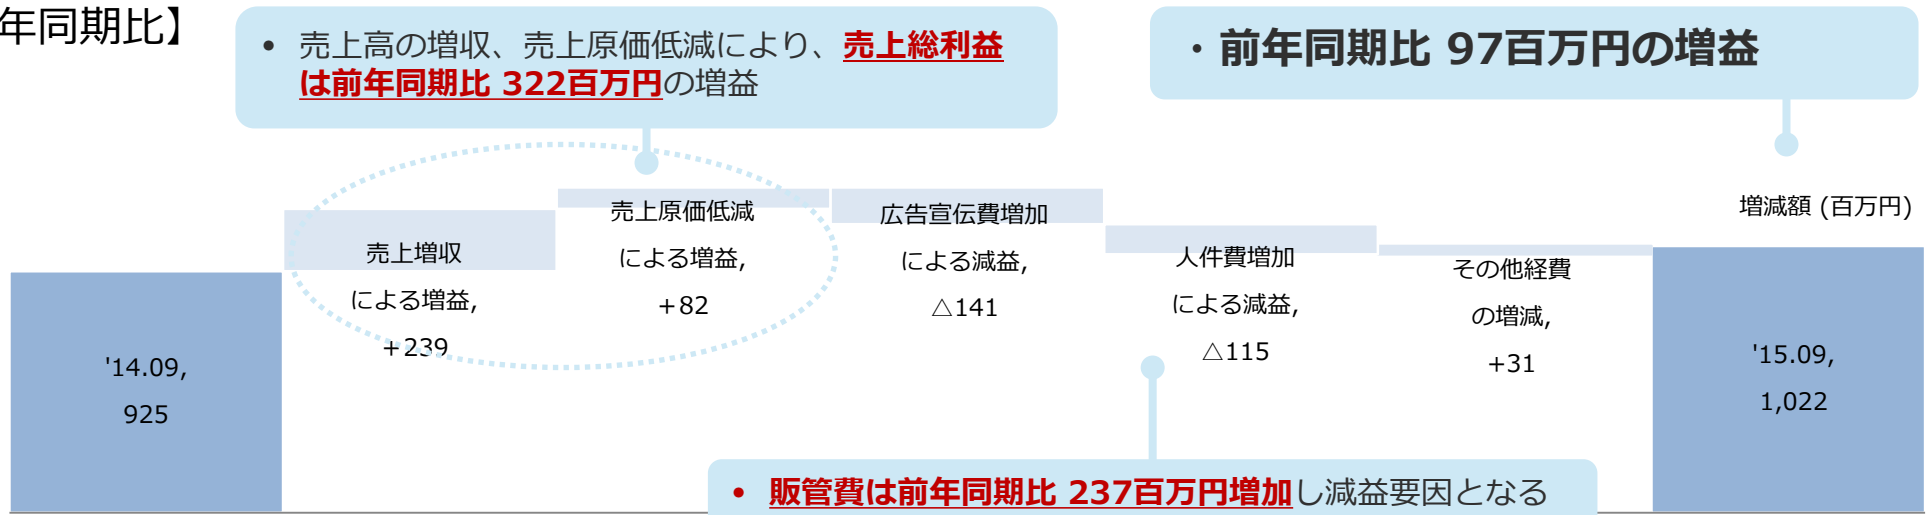 年同期比】
• 売上高の増収、売上原価低減により、売上総利益
は前年同期比 322百万円の増益
・前年同期比 97百万円の増益
増減額 (百万円)
'14.09,
925
売上増収
による増益,
+239
売上原価低減
による増益,
+82
広告宣伝費増加
による減益,
△141
人件費増加
による減益,
△115
その他経費
の増減,
+31
'15.09,
1,022
• 販管費は前年同期比 237百万円増加し減益要因となる